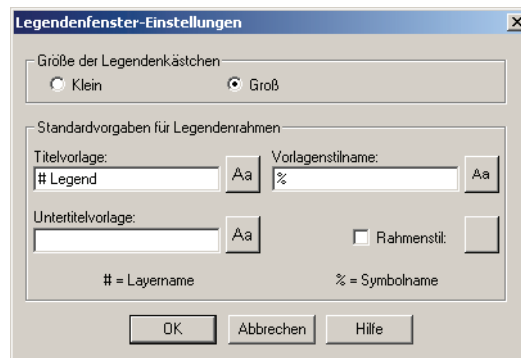 Legendenfenster-Einstellungen
Größe der Legendenkästchen
Klein Groß
Standardvorgaben für Legendenrahmen
Titelvorlage: Vorlagenstilname:
# Legend Aa % Aa
Untertitelvorlage:
Aa Rahmenstil:
# = Layername % = Symbolname
OK Abbrechen Hilfe